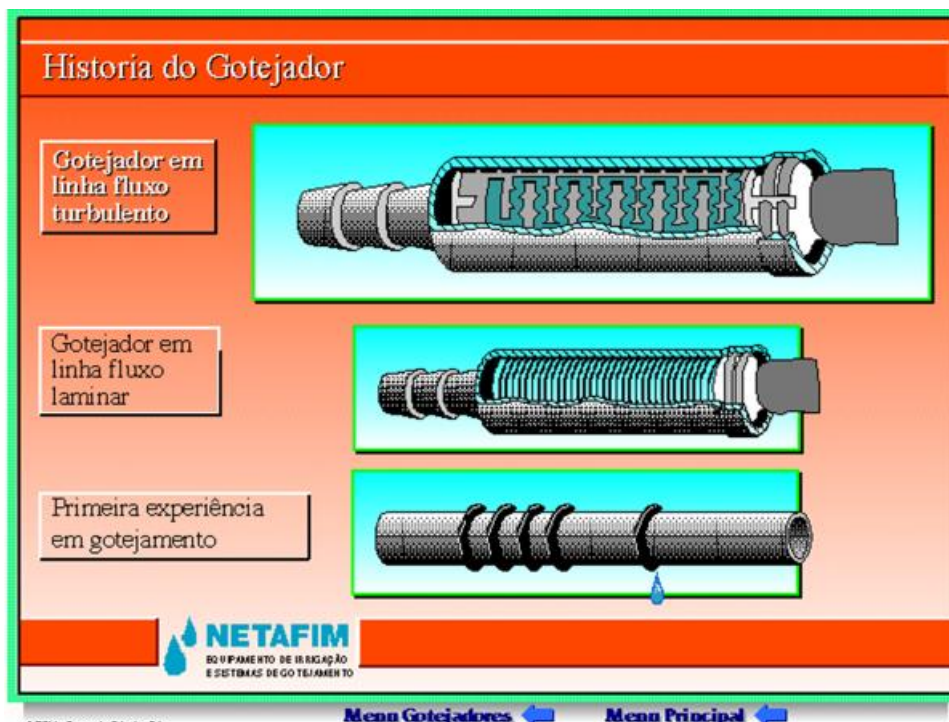 Historia do Gotejador
Gotejador em
linha fluxo
turbulento
Gotejador em
linha fluxo
laminar
Primeira experiência
em gotejamento
NETAFIM
EQUIPAMENTO DE IRRIGAÇÃO
E SISTEMAS DE GOTEJAMENTO
Menu Gotejadores
Menu Principal